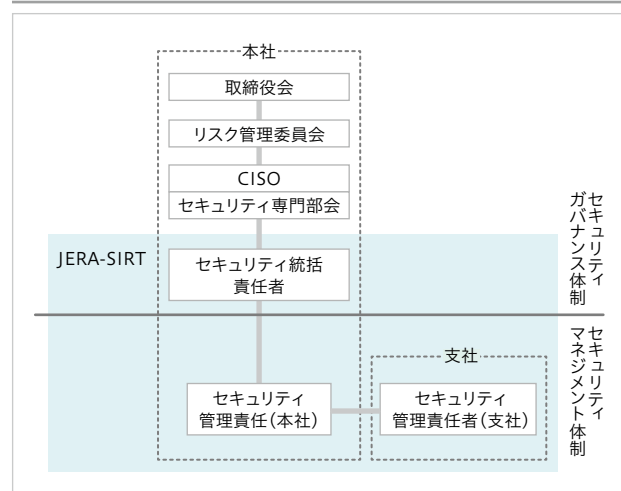 本社
取締役会
リスク管理委員会
CISO
セキュリティ専門部会
JERA-SIRT
セキュリティ統括
責任者
セキュリティ
ガバナンス体制
支社
セキュリティ
管理責任(本社)
セキュリティ
管理責任者(支社)
セキュリティ
マネジメント体制